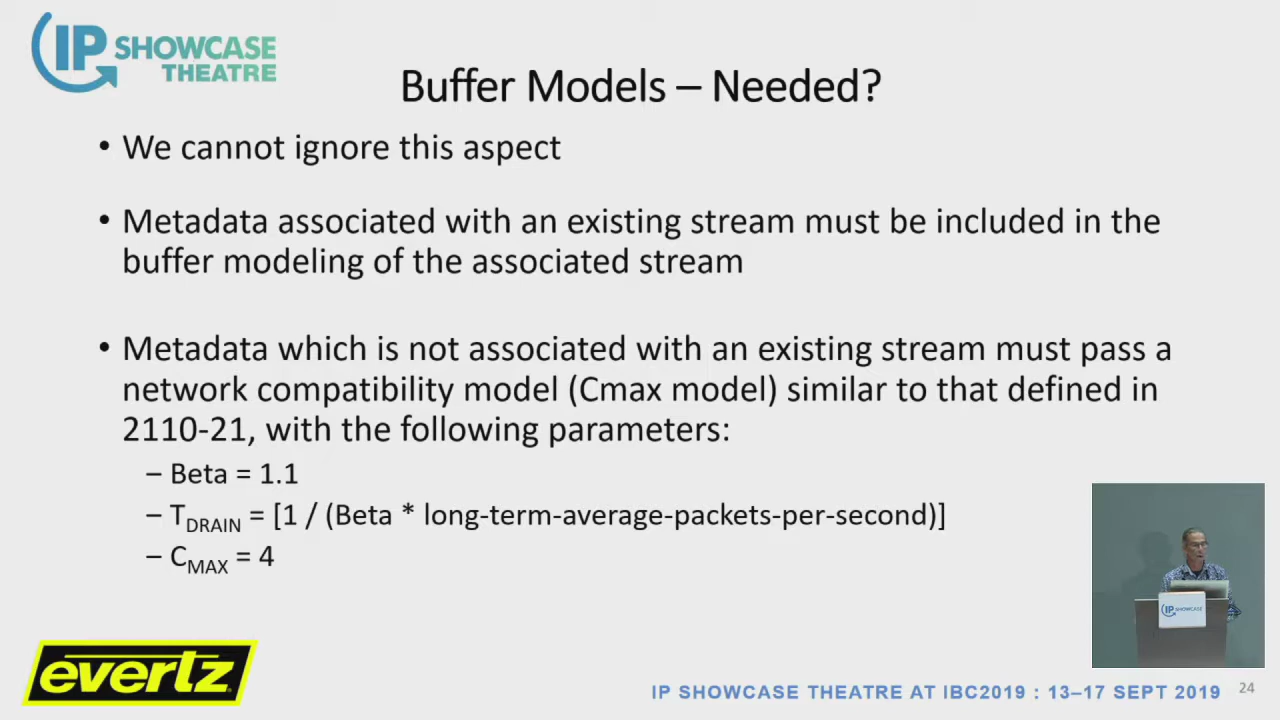 IP SHOWCASE
THEATRE
Buffer Models – Needed?
• We cannot ignore this aspect
• Metadata associated with an existing stream must be included in the
buffer modeling of the associated stream
• Metadata which is not associated with an existing stream must pass a
network compatibility model (Cmax model) similar to that defined in
2110-21, with the following parameters:
– Beta = 1.1
– TDRAIN = [1 / (Beta * long-term-average-packets-per-second)]
– CMAX = 4
IP SHOWCASE
evertz
IP SHOWCASE THEATRE AT IBC2019 : 13–17 SEPT 2019
24